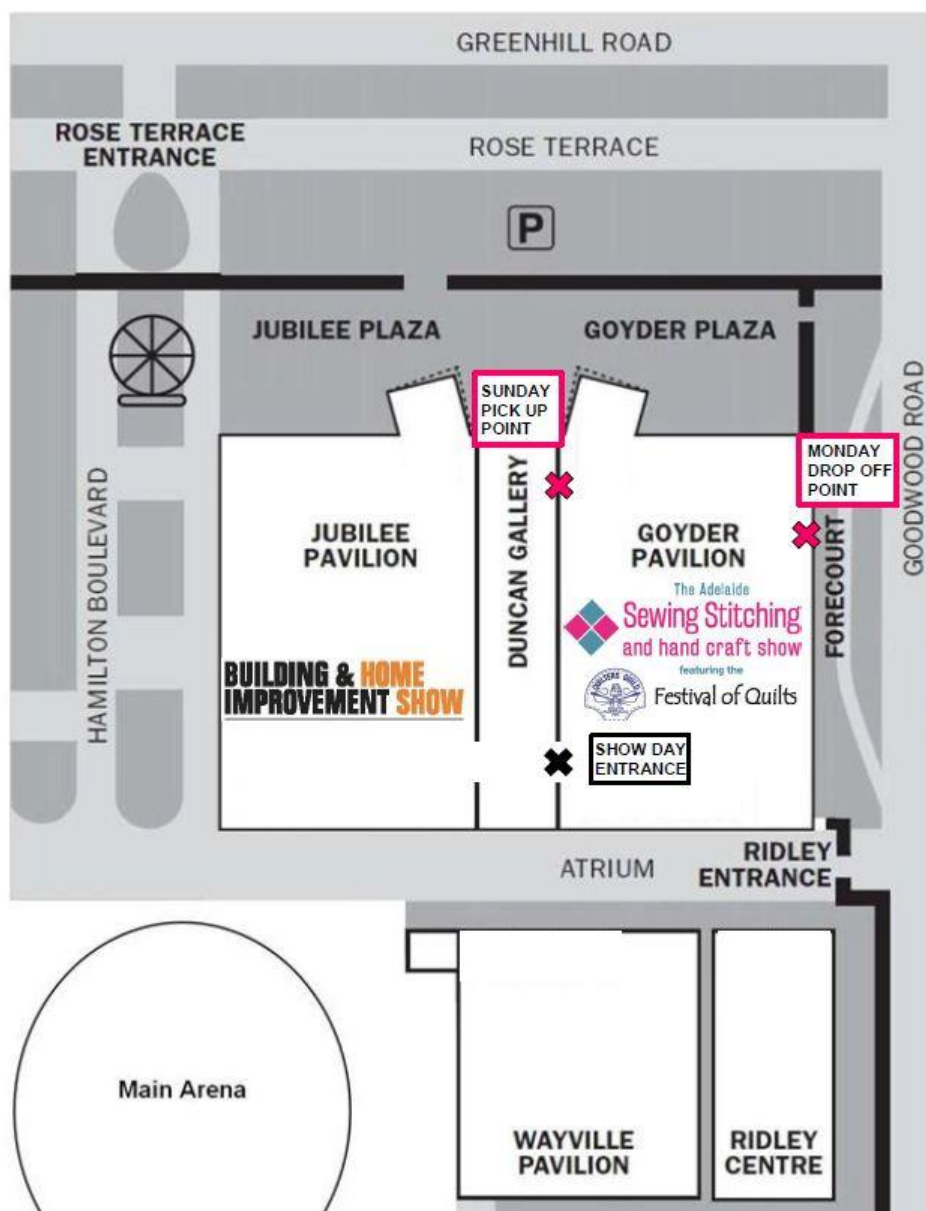 GREENHILL ROAD
ROSE TERRACE
ENTRANCE
ROSE TERRACE
P
JUBILEE PLAZA
GOYDER PLAZA
SUNDAY
PICK UP
POINT
GOODWOOD ROAD
MONDAY
DROP OFF
POINT
HAMILTON BOULEVARD
JUBILEE
PAVILION
DUNCAN GALLERY
GOYDER
PAVILION
FORECOURT
The Adelaide
Sewing Stitching
and hand craft show
featuring the
QUILTERS GUILD
Festival of Quilts
BUILDING & HOME
IMPROVEMENT SHOW
SHOW DAY
ENTRANCE
ATRIUM
RIDLEY
ENTRANCE
Main Arena
WAYVILLE
PAVILION
RIDLEY
CENTRE